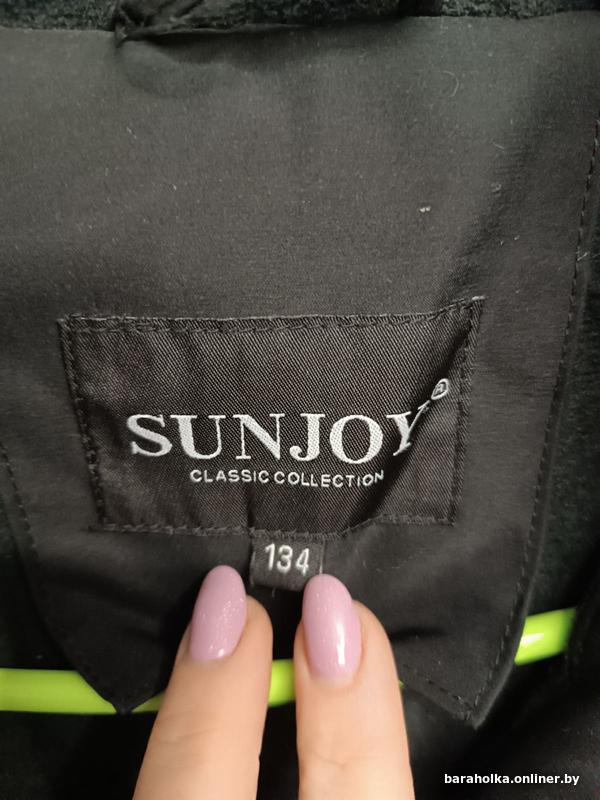 SUNJOY®
CLASSIC COLLECTION
134
baraholka.onliner.by